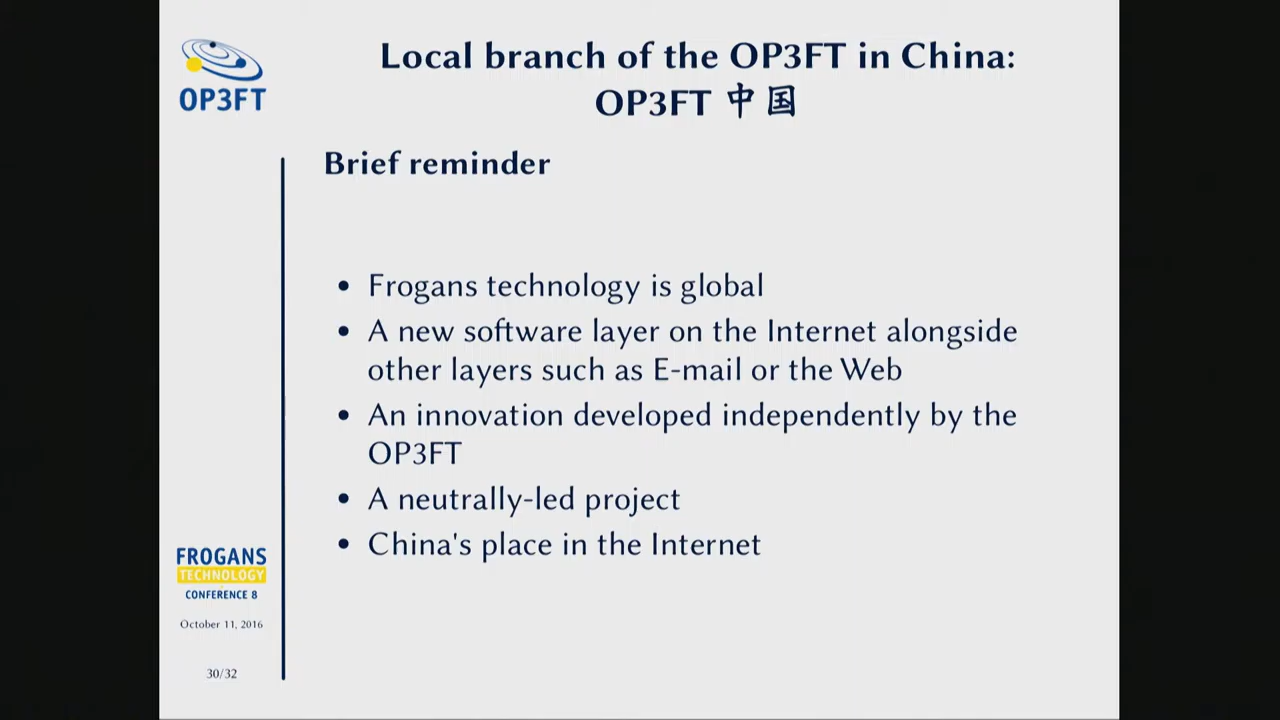 OP3FT
Local branch of the OP3FT in China:
OP3FT 中国
Brief reminder
• Frogans technology is global
• A new software layer on the Internet alongside
other layers such as E-mail or the Web
• An innovation developed independently by the
OP3FT
• A neutrally-led project
• China's place in the Internet
FROGANS
TECHNOLOGY
CONFERENCE 8
October 11, 2016
30/32